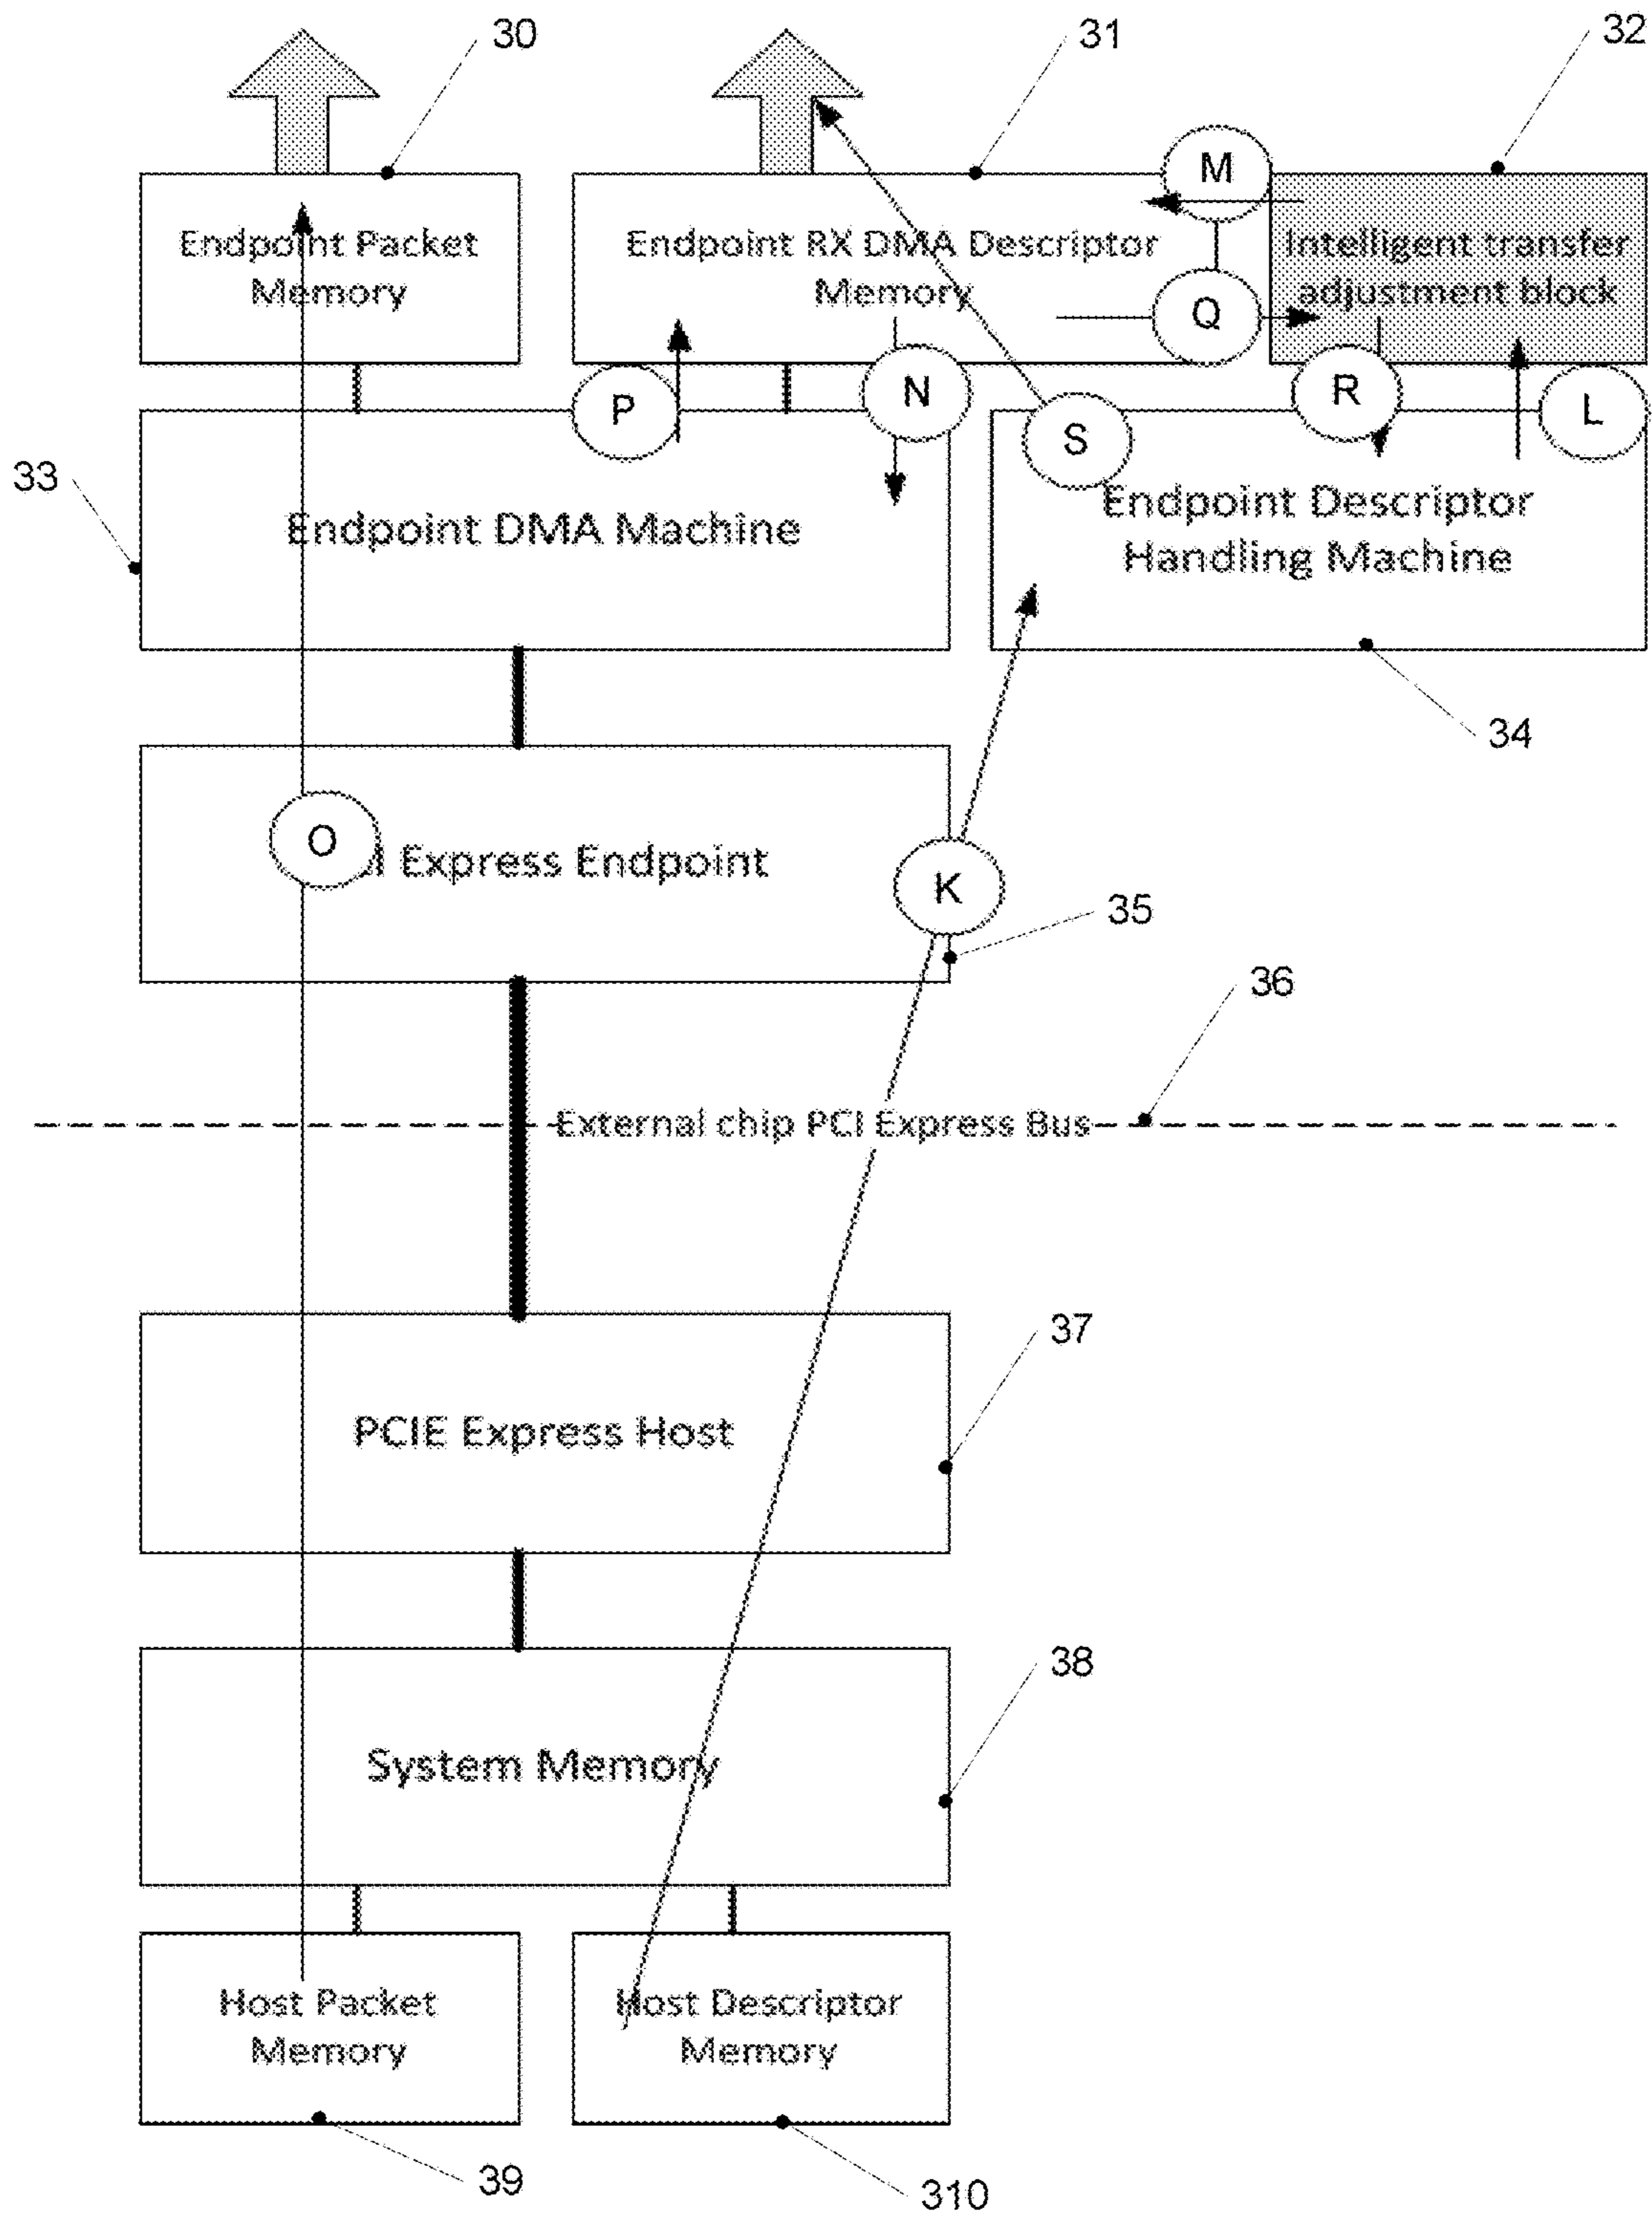 30
31
32
M
Endpoint Packet
Memory
Endpoint RX DMA Descriptor
Memory
Intelligent transfer
adjustment block
Q
P
N
S
R
L
33
Endpoint DMA Machine
Endpoint Descriptor
Handling Machine
34
O
I Express Endpoint
K
35
36
External chip PCI Express Bus
37
PCIE Express Host
38
System Memory
Host Packet
Memory
Host Descriptor
Memory
39
310